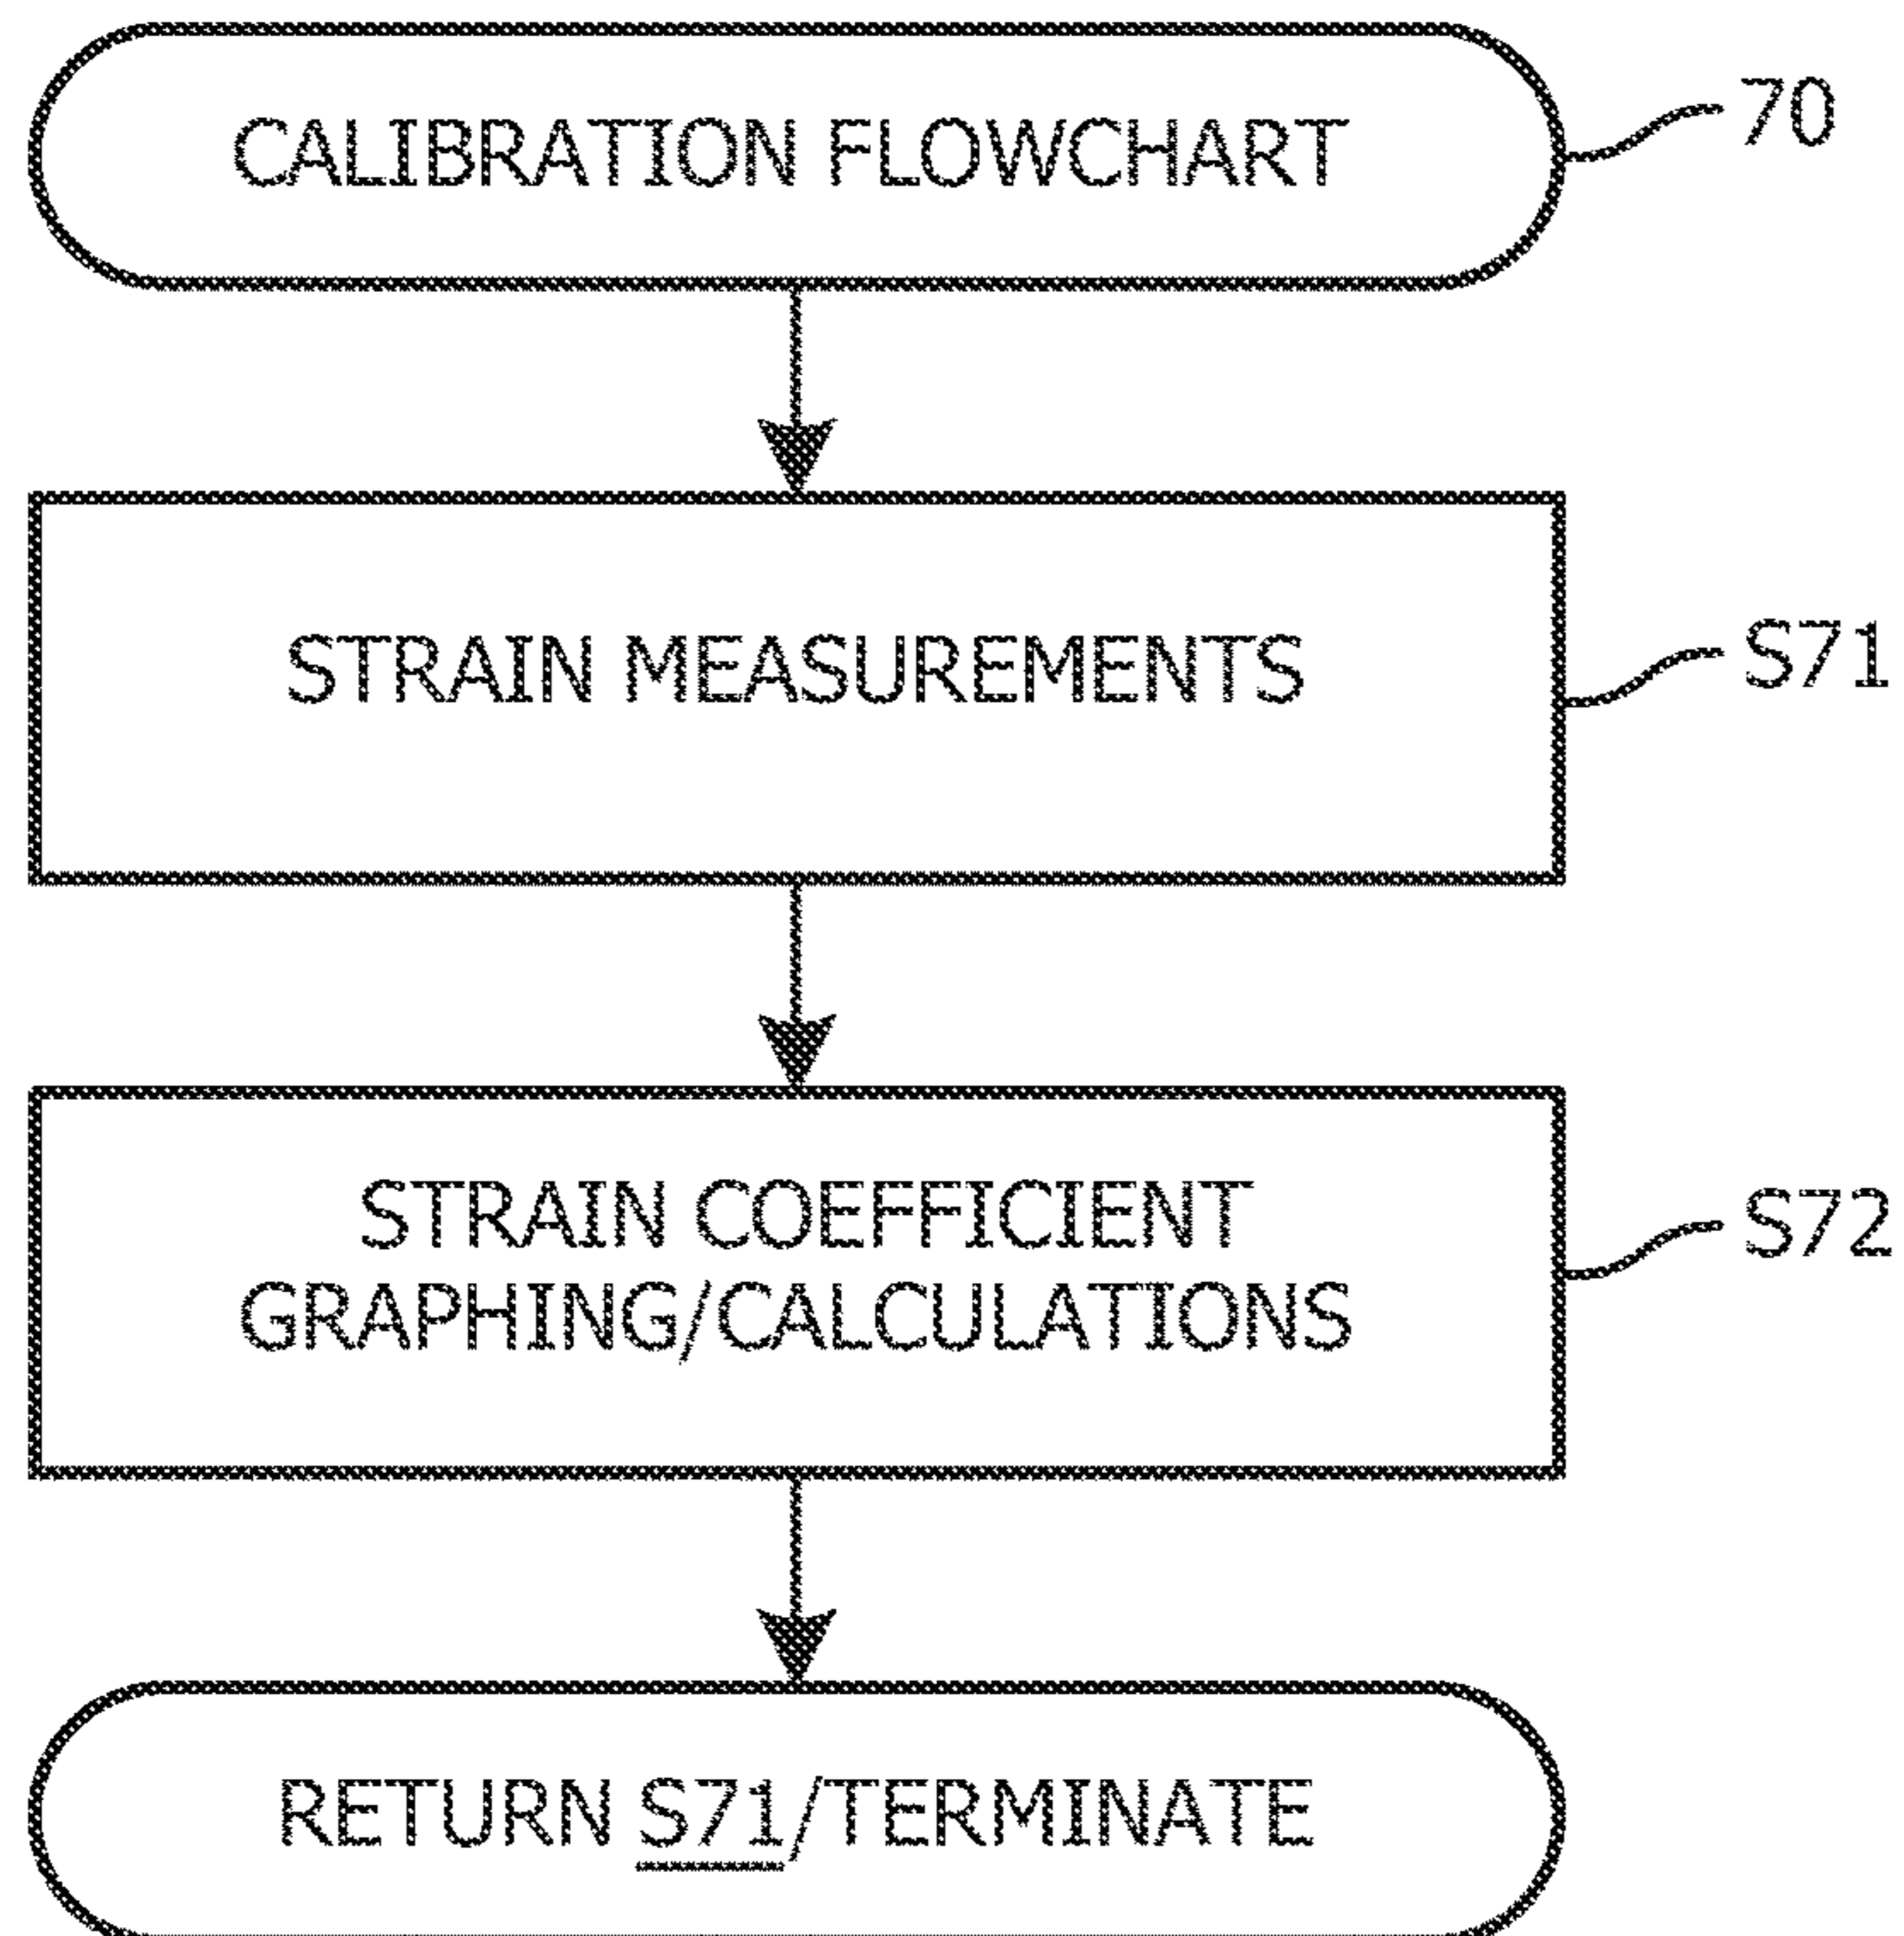 CALIBRATION FLOWCHART
70
STRAIN MEASUREMENTS
S71
STRAIN COEFFICIENT
GRAPHING/CALCULATIONS
S72
RETURN S71/TERMINATE